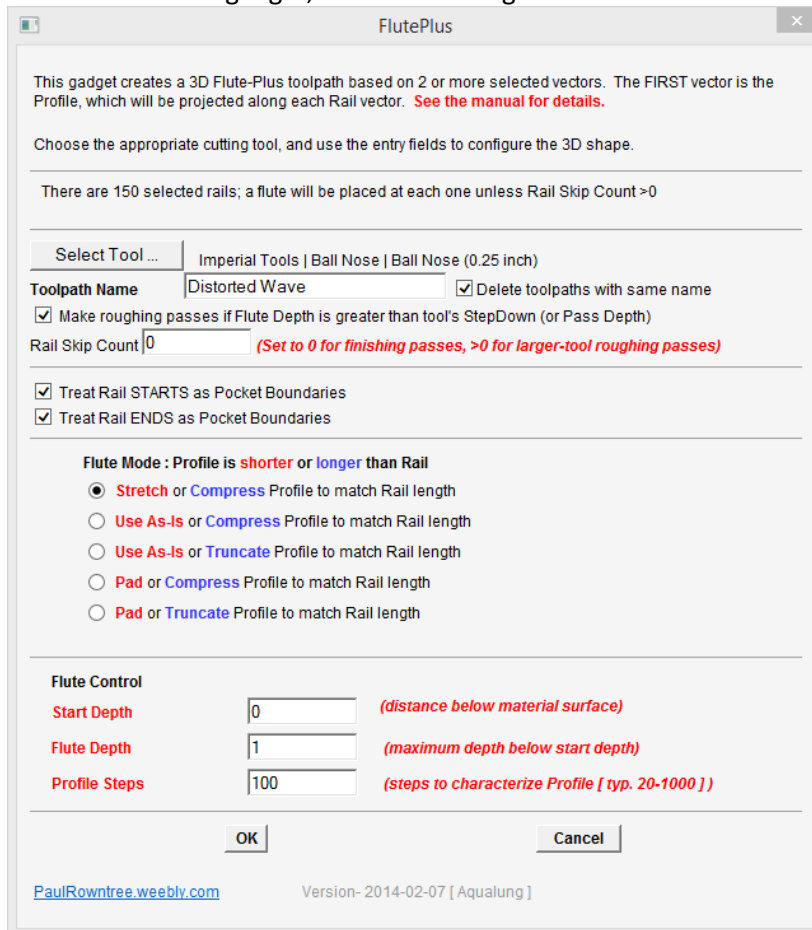 FlutePlus
This gadget creates a 3D Flute-Plus toolpath based on 2 or more selected vectors. The FIRST vector is the
Profile, which will be projected along each Rail vector. See the manual for details.
Choose the appropriate cutting tool, and use the entry fields to configure the 3D shape.
There are 150 selected rails; a flute will be placed at each one unless Rail Skip Count >0
Select Tool ... Imperial Tools | Ball Nose | Ball Nose (0.25 inch)
Toolpath Name Distorted Wave Delete toolpaths with same name
Make roughing passes if Flute Depth is greater than tool's StepDown (or Pass Depth)
Rail Skip Count 0 (Set to 0 for finishing passes, >0 for larger-tool roughing passes)
Treat Rail STARTS as Pocket Boundaries
Treat Rail ENDS as Pocket Boundaries
Flute Mode : Profile is shorter or longer than Rail
Stretch or Compress Profile to match Rail length
Use As-Is or Compress Profile to match Rail length
Use As-Is or Truncate Profile to match Rail length
Pad or Compress Profile to match Rail length
Pad or Truncate Profile to match Rail length
Flute Control
Start Depth 0 (distance below material surface)
Flute Depth 1 (maximum depth below start depth)
Profile Steps 100 (steps to characterize Profile [ typ. 20-1000 ] )
OK Cancel
PaulRowntree.weebly.com Version- 2014-02-07 [ Aqualung ]